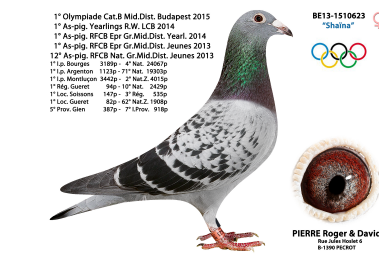 1° Olympiade Cat.B Mid.Dist. Budapest 2015
1° As-pig. Yearlings R.W. LCB 2014
1° As-pig. RFCB Epr Gr.Mid.Dist. Yearl. 2014
1° As-pig. RFCB Epr Gr.Mid.Dist. Jeunes 2013
12° As-pig. RFCB Nat. Gr.Mid.Dist. Jeunes 2013
1° I.p. Bourges 3189p - 4° Nat. 24067p
1° I.p. Argenton 1123p - 71° Nat. 19303p
1° I.p. Montluçon 3442p - 2° Nat.Z. 4015p
1° Rég. Gueret 94p - 10° Nat. 2429p
1° Loc. Soissons 147p - 3° Rég. 535p
1° Loc. Gueret 82p - 62° Nat.Z. 1908p
5° Prov. Gien 387p - 7° I.Prov. 918p
BE13-1510623
"Shaïna"
PIERRE Roger & David
Rue Jules Hoslet 6
B-1390 PECROT